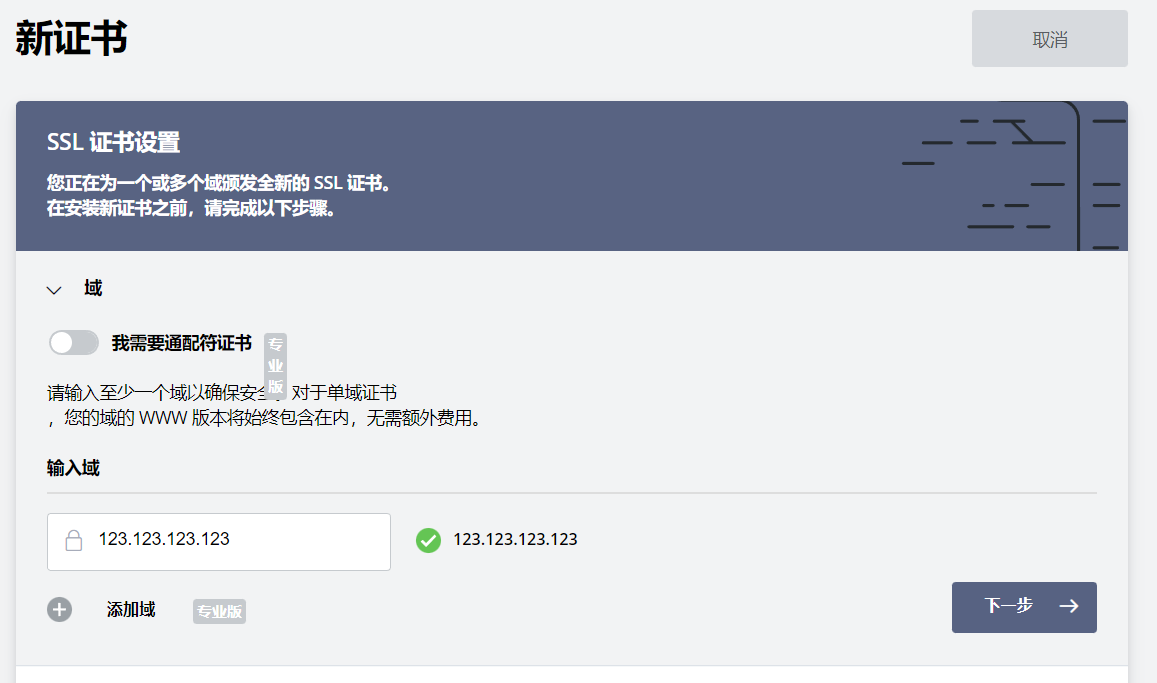 新证书
取消
SSL 证书设置
您正在为一个或多个域颁发全新的 SSL 证书。
在安装新证书之前，请完成以下步骤。
域
我需要通配符证书
专
业
版
请输入至少一个域以确保安全。对于单域证书
，您的域的 WWW 版本将始终包含在内，无需额外费用。
输入域
123.123.123.123
123.123.123.123
添加域
专业版
下一步